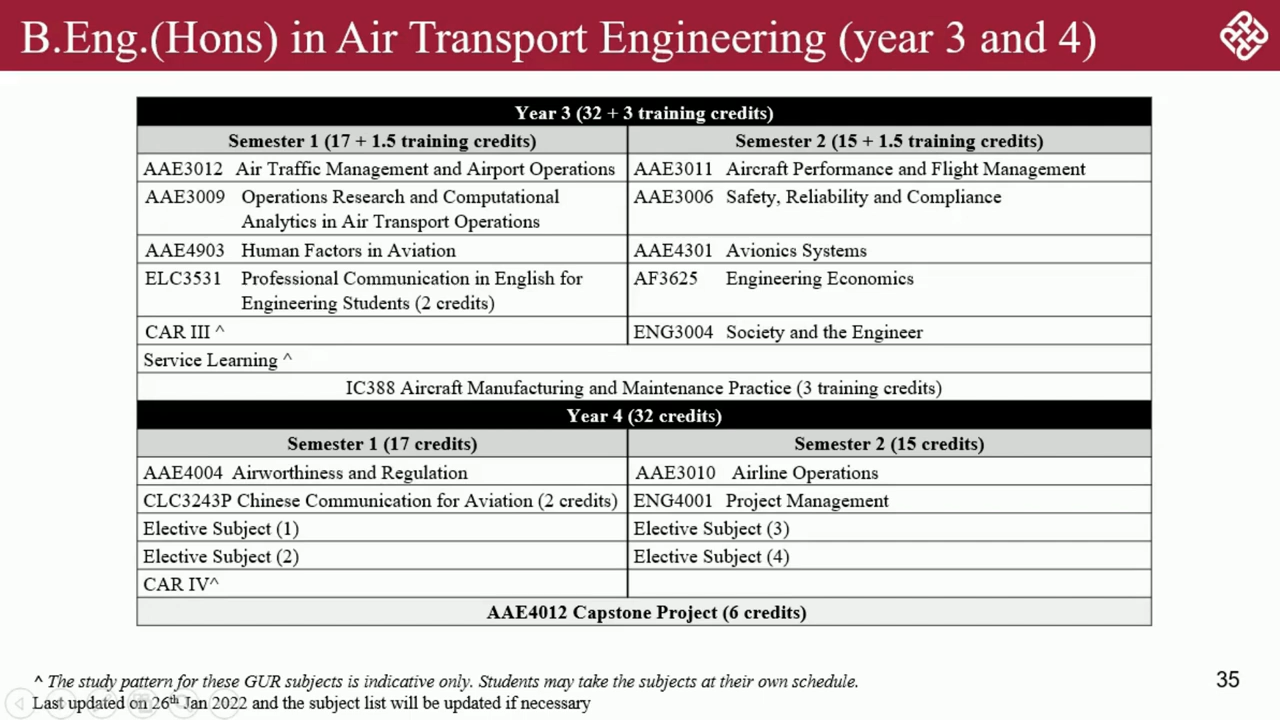 B.Eng.(Hons) in Air Transport Engineering (year 3 and 4)
Year 3 (32 + 3 training credits)
Semester 1 (17 + 1.5 training credits)
Semester 2 (15 + 1.5 training credits)
AAE3012 Air Traffic Management and Airport Operations
AAE3011 Aircraft Performance and Flight Management
AAE3009 Operations Research and Computational
Analytics in Air Transport Operations
AAE3006 Safety, Reliability and Compliance
AAE4903 Human Factors in Aviation
AAE4301 Avionics Systems
ELC3531 Professional Communication in English for
Engineering Students (2 credits)
AF3625 Engineering Economics
CAR III ^
ENG3004 Society and the Engineer
Service Learning ^
IC388 Aircraft Manufacturing and Maintenance Practice (3 training credits)
Year 4 (32 credits)
Semester 1 (17 credits)
Semester 2 (15 credits)
AAE4004 Airworthiness and Regulation
AAE3010 Airline Operations
CLC3243P Chinese Communication for Aviation (2 credits)
ENG4001 Project Management
Elective Subject (1)
Elective Subject (3)
Elective Subject (2)
Elective Subject (4)
CAR IV^
AAE4012 Capstone Project (6 credits)
^ The study pattern for these GUR subjects is indicative only. Students may take the subjects at their own schedule.
35
Last updated on 26th Jan 2022 and the subject list will be updated if necessary